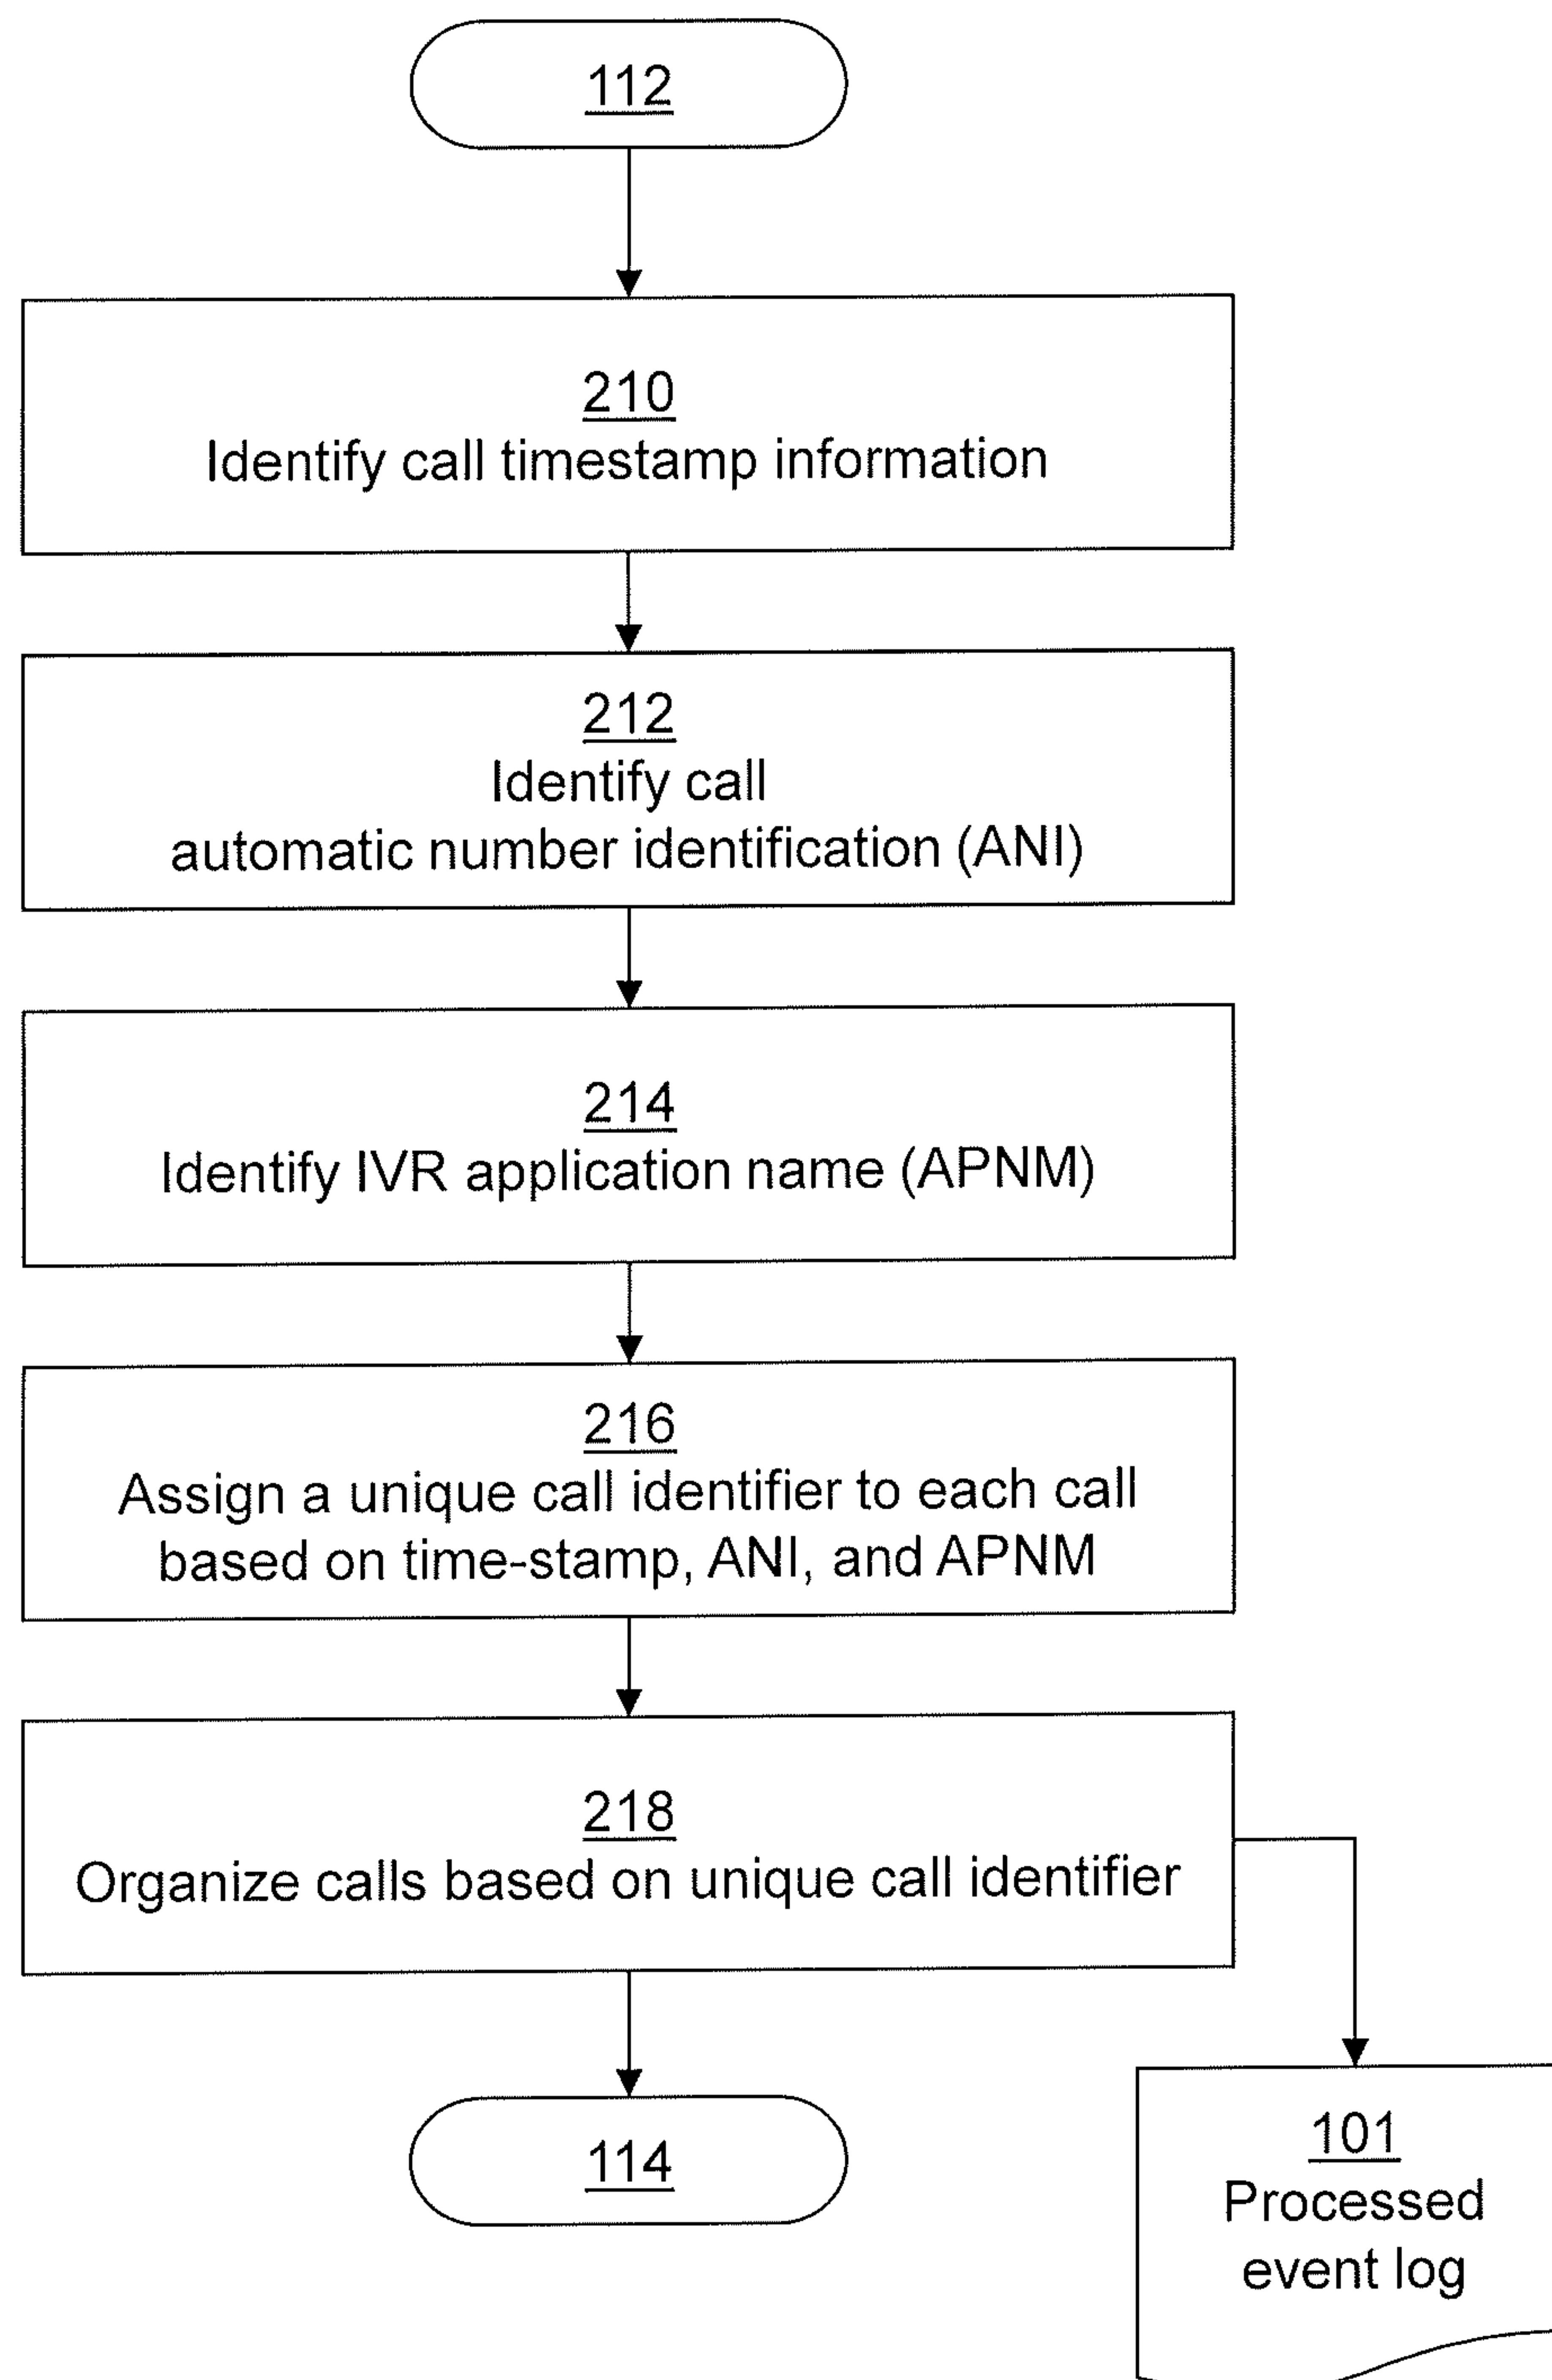 112
210
Identify call timestamp information
212
Identify call
automatic number identification (ANI)
214
Identify IVR application name (APNM)
216
Assign a unique call identifier to each call
based on time-stamp, ANI, and APNM
218
Organize calls based on unique call identifier
114
101
Processed
event log